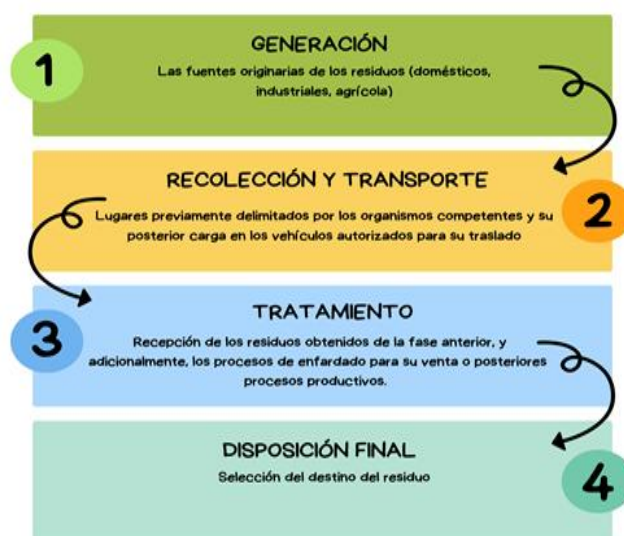 1
GENERACIÓN
Las fuentes originarias de los residuos (domésticos,
industriales, agrícola)
RECOLECCIÓN Y TRANSPORTE
2
Lugares previamente delimitados por los organismos competentes y su
posterior carga en los vehículos autorizados para su traslado
3
TRATAMIENTO
Recepción de los residuos obtenidos de la fase anterior, y
adicionalmente, los procesos de enfardado para su venta o posteriores
procesos productivos.
DISPOSICIÓN FINAL
Selección del destino del residuo
4